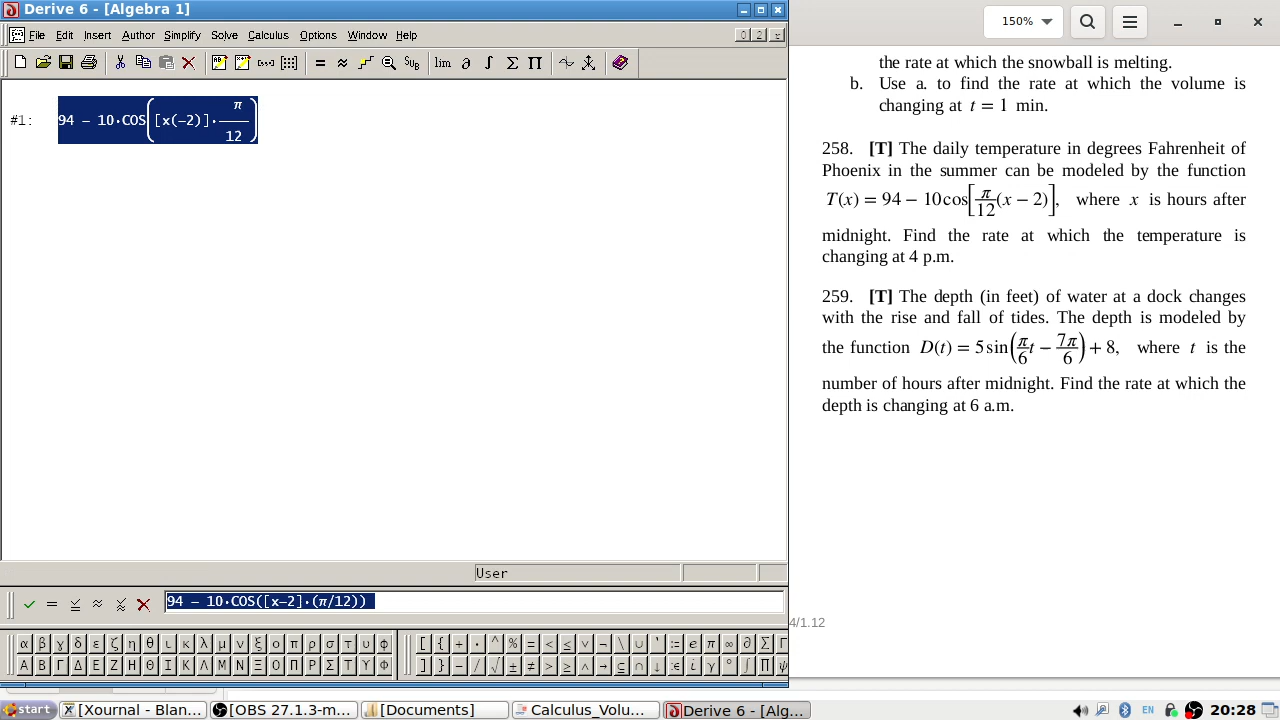 Derive 6 - [Algebra 1]
File Edit Insert Author Simplify Solve Calculus Options Window Help
= ≈ SUB lim ∂ ∫ Σ Π
#1: 94 - 10·COS([x(-2)]·π/12)
User
94 - 10·COS([x-2]·(π/12))
α β γ δ ε ζ η θ ι κ λ μ ν ξ ο π ρ σ τ υ φ [ { + · ^ % = < ≤ ∨ ¬ \ ∪ ' := e π ∞ ∂ ∑ Γ
Α Β Γ Δ Ε Ζ Η Θ Ι Κ Λ Μ Ν Ξ Ο Π Ρ Σ Τ Υ Φ ] } − / √ ± ≠ > ≥ ∧ → ⊆ ∩ ↓ :∈ i γ ° ∫ ∏ ψ
150%
the rate at which the snowball is melting.
b. Use a. to find the rate at which the volume is
changing at t = 1 min.
258. [T] The daily temperature in degrees Fahrenheit of
Phoenix in the summer can be modeled by the function
T(x) = 94 − 10cos[π/12(x − 2)], where x is hours after
midnight. Find the rate at which the temperature is
changing at 4 p.m.
259. [T] The depth (in feet) of water at a dock changes
with the rise and fall of tides. The depth is modeled by
the function D(t) = 5sin(π/6 t − 7π/6) + 8, where t is the
number of hours after midnight. Find the rate at which the
depth is changing at 6 a.m.
4/1.12
start [Xournal - Blan... [OBS 27.1.3-m... [Documents] Calculus_Volu... Derive 6 - [Alg... EN 20:28